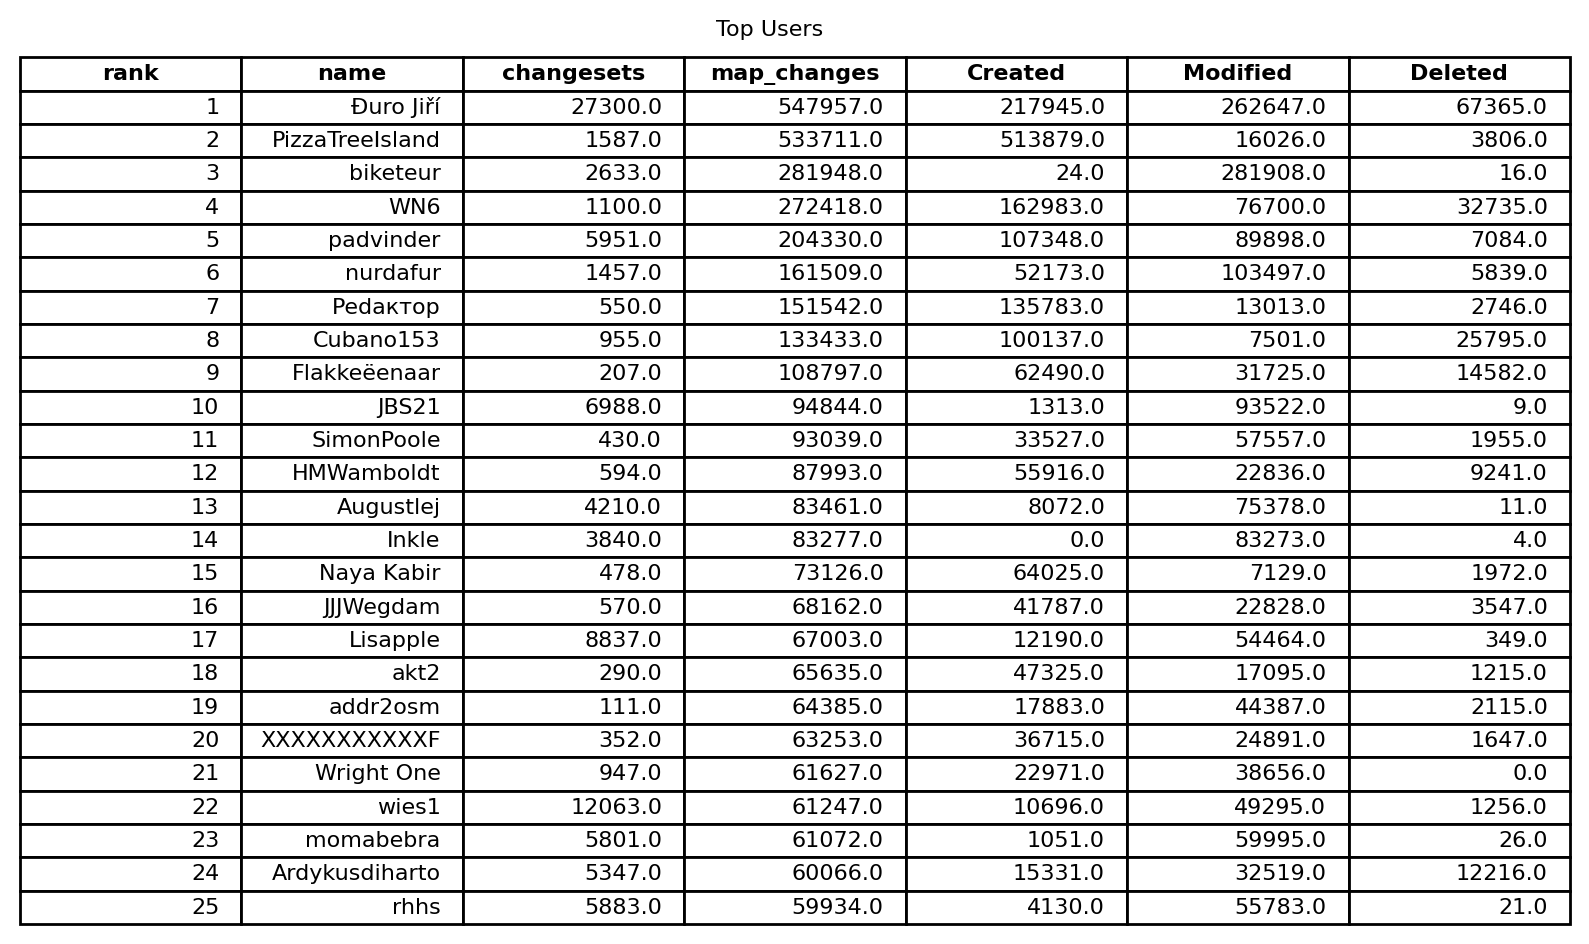 Top Users
rank name changesets map_changes Created Modified Deleted
1 Đuro Jiří 27300.0 547957.0 217945.0 262647.0 67365.0
2 PizzaTreeIsland 1587.0 533711.0 513879.0 16026.0 3806.0
3 biketeur 2633.0 281948.0 24.0 281908.0 16.0
4 WN6 1100.0 272418.0 162983.0 76700.0 32735.0
5 padvinder 5951.0 204330.0 107348.0 89898.0 7084.0
6 nurdafur 1457.0 161509.0 52173.0 103497.0 5839.0
7 Редактор 550.0 151542.0 135783.0 13013.0 2746.0
8 Cubano153 955.0 133433.0 100137.0 7501.0 25795.0
9 Flakkeëenaar 207.0 108797.0 62490.0 31725.0 14582.0
10 JBS21 6988.0 94844.0 1313.0 93522.0 9.0
11 SimonPoole 430.0 93039.0 33527.0 57557.0 1955.0
12 HMWamboldt 594.0 87993.0 55916.0 22836.0 9241.0
13 Augustlej 4210.0 83461.0 8072.0 75378.0 11.0
14 Inkle 3840.0 83277.0 0.0 83273.0 4.0
15 Naya Kabir 478.0 73126.0 64025.0 7129.0 1972.0
16 JJJWegdam 570.0 68162.0 41787.0 22828.0 3547.0
17 Lisapple 8837.0 67003.0 12190.0 54464.0 349.0
18 akt2 290.0 65635.0 47325.0 17095.0 1215.0
19 addr2osm 111.0 64385.0 17883.0 44387.0 2115.0
20 XXXXXXXXXXXF 352.0 63253.0 36715.0 24891.0 1647.0
21 Wright One 947.0 61627.0 22971.0 38656.0 0.0
22 wies1 12063.0 61247.0 10696.0 49295.0 1256.0
23 momabebra 5801.0 61072.0 1051.0 59995.0 26.0
24 Ardykusdiharto 5347.0 60066.0 15331.0 32519.0 12216.0
25 rhhs 5883.0 59934.0 4130.0 55783.0 21.0